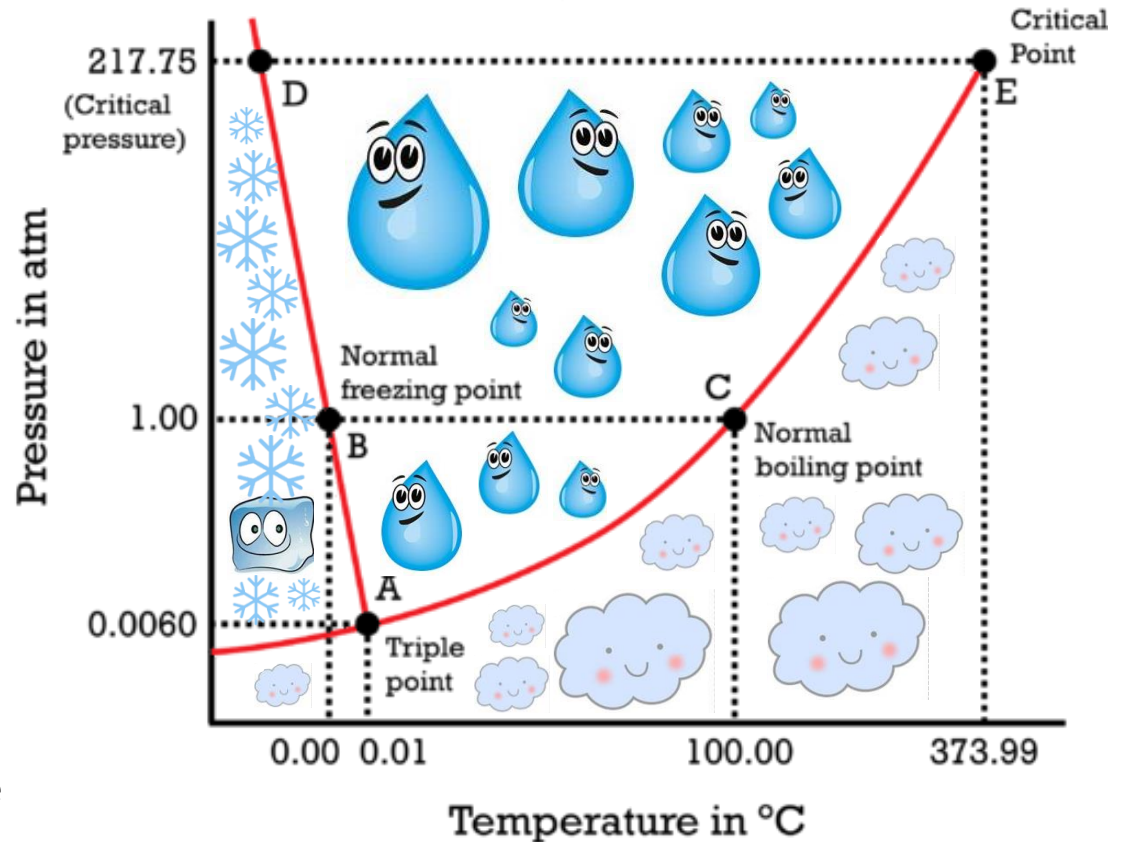 Critical
Point
217.75
D
E
(Critical
pressure)
Pressure in atm
Normal
freezing point
1.00
C
B
Normal
boiling point
A
0.0060
Triple
point
0.00 0.01 100.00 373.99
Temperature in °C